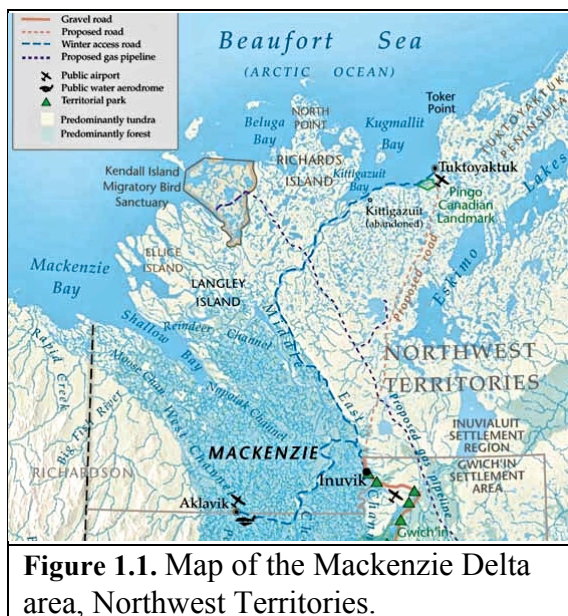 Gravel road
Proposed road
Winter access road
Proposed gas pipeline
Public airport
Public water aerodrome
Territorial park
Predominantly tundra
Predominantly forest
Beaufort Sea
(ARCTIC OCEAN)
Toker
Point
NORTH
POINT
Beluga
Bay
Kugmallit
Bay
TUKTOYAKTUK
PENINSULA
RICHARDS
ISLAND
Kendall Island
Migratory Bird
Sanctuary
Kittigazuit
Bay
Tuktoyaktuk
Pingo
Canadian
Landmark
Kittigazuit
(abandoned)
Eskimo Lakes
ELLICE
ISLAND
Mackenzie
Bay
LANGLEY
ISLAND
Proposed road
Shallow Bay
Reindeer Channel
Middle
NORTHWEST
TERRITORIES
Rapid Creek
Big Fish River
Moose Chan
Napoiak Channel
West Channel
East
Proposed gas pipeline
INUVIALUIT
SETTLEMENT
REGION
GWICH'IN
SETTLEMENT
AREA
MACKENZIE
RICHARDSON
Inuvik
Aklavik
Chann
Gwich'in
Figure 1.1. Map of the Mackenzie Delta
area, Northwest Territories.